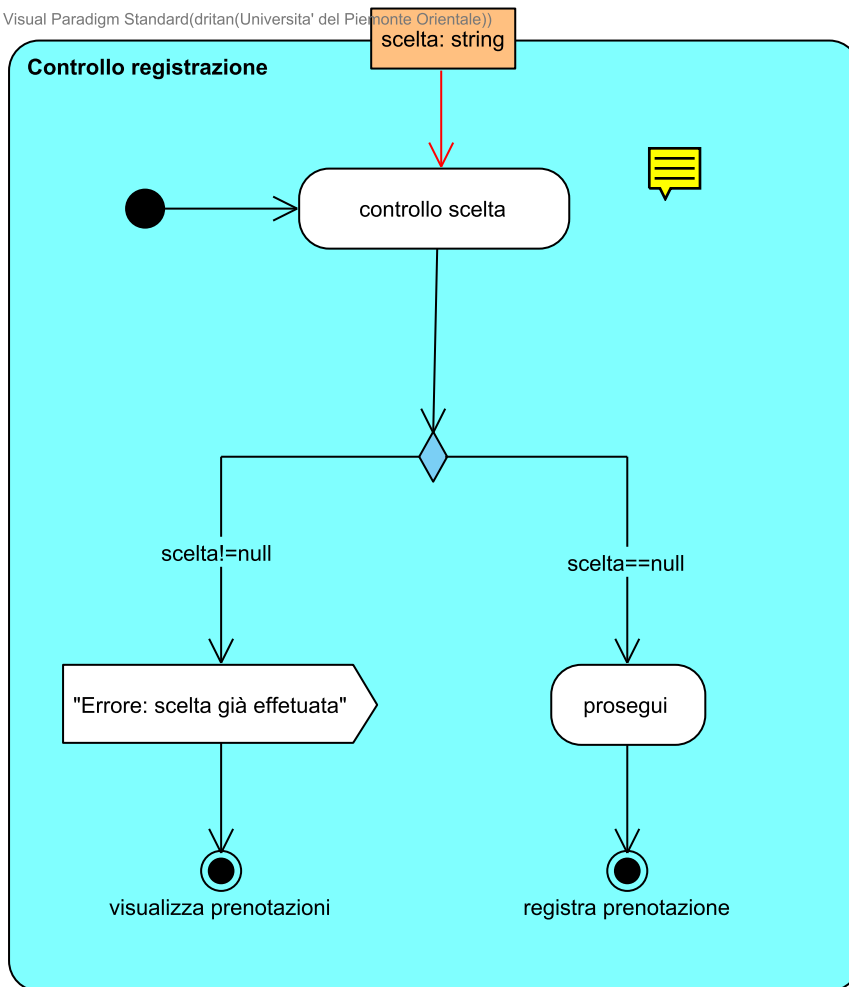 Visual Paradigm Standard(dritan(Universita' del Piemonte Orientale))
scelta: string
Controllo registrazione
controllo scelta
scelta!=null
scelta==null
"Errore: scelta già effetuata"
prosegui
visualizza prenotazioni
registra prenotazione